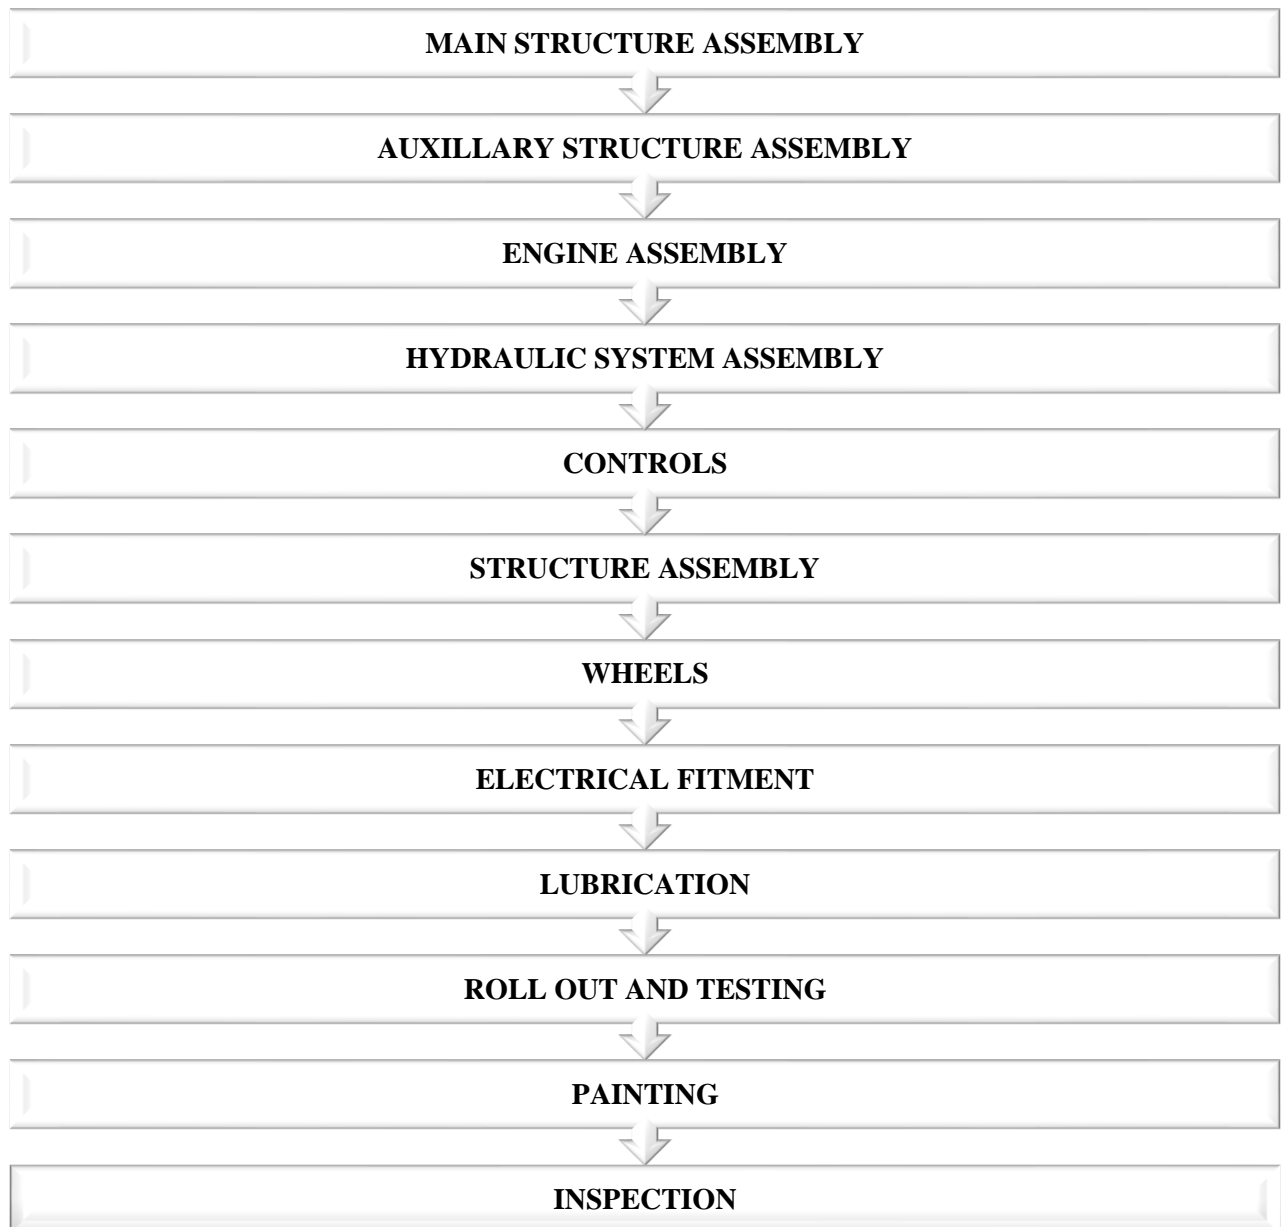 MAIN STRUCTURE ASSEMBLY
AUXILLARY STRUCTURE ASSEMBLY
ENGINE ASSEMBLY
HYDRAULIC SYSTEM ASSEMBLY
CONTROLS
STRUCTURE ASSEMBLY
WHEELS
ELECTRICAL FITMENT
LUBRICATION
ROLL OUT AND TESTING
PAINTING
INSPECTION